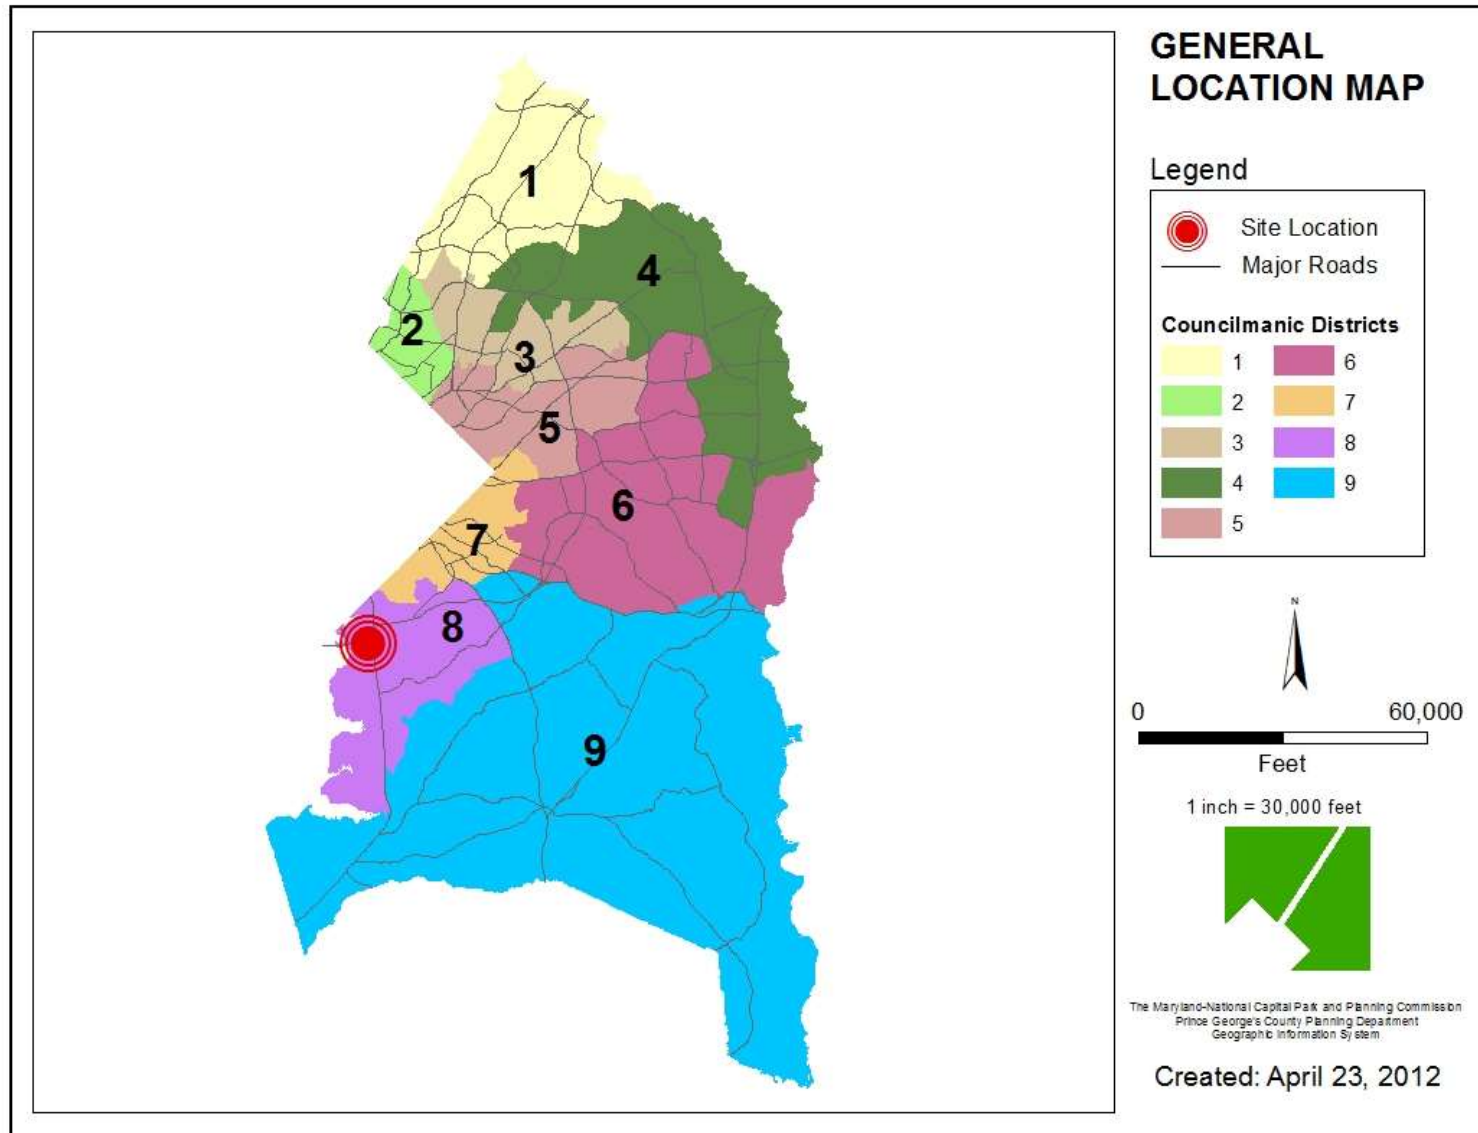 GENERAL
LOCATION MAP
Legend
Site Location
Major Roads
Councilmanic Districts
1 6
2 7
3 8
4 9
5
1
4
2
3
5
6
7
8
9
N
0 60,000
Feet
1 inch = 30,000 feet
The Maryland-National Capital Park and Planning Commission
Prince George's County Planning Department
Geographic Information System
Created: April 23, 2012